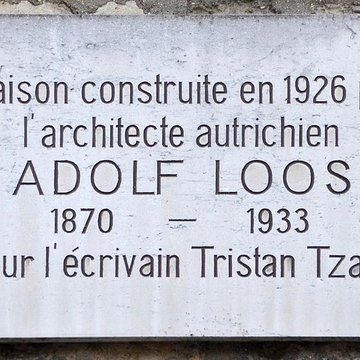 aison construite en 1926
l'architecte autrichien
ADOLF LOOS
1870 — 1933
ur l'écrivain Tristan Tza